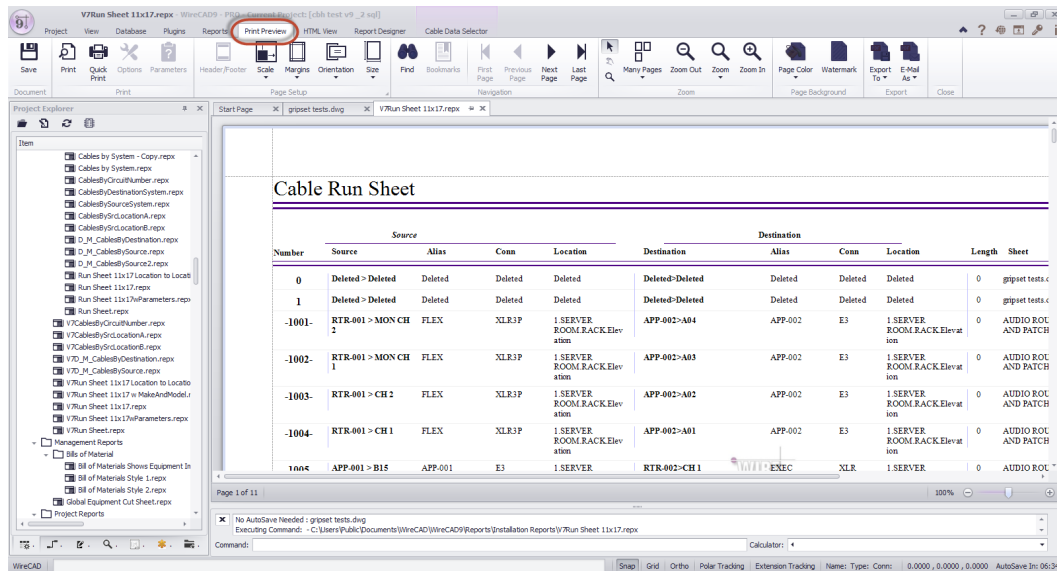 V7Run Sheet 11x17.repx - WireCAD9 - PRO - Current Project: [cbb test v9 _2 sql]
9
Project View Database Plugins Reports Print Preview HTML View Report Designer Cable Data Selector
Save Print Quick Print Options Parameters Header/Footer Scale Margins Orientation Size Find Bookmarks First Page Previous Page Next Page Last Page Many Pages Zoom Out Zoom Zoom In Page Color Watermark Export To E-Mail As
Document Print Page Setup Navigation Zoom Page Background Export Close
Project Explorer
Start Page gripset tests.dwg V7Run Sheet 11x17.repx
Item
Cables by System - Copy.repx
Cables by System.repx
CablesByCircuitNumber.repx
CablesByDestinationSystem.repx
CablesBySourceSystem.repx
CablesBySrcLocationA.repx
CablesBySrcLocationB.repx
D_M_CablesByDestination.repx
D_M_CablesBySource.repx
D_M_CablesBySource2.repx
Run Sheet 11x17 Location to Locati
Run Sheet 11x17.repx
Run Sheet 11x17wParameters.repx
Run Sheet.repx
V7CablesByCircuitNumber.repx
V7CablesBySrcLocationA.repx
V7CablesBySrcLocationB.repx
V7D_M_CablesByDestination.repx
V7D_M_CablesBySource.repx
V7Run Sheet 11x17 Location to Locatio
V7Run Sheet 11x17 w MakeAndModel.r
V7Run Sheet 11x17.repx
V7Run Sheet 11x17wParameters.repx
V7Run Sheet.repx
Management Reports
Bills of Material
Bill of Materials Shows Equipment In
Bill of Materials Style 1.repx
Bill of Materials Style 2.repx
Global Equipment Cut Sheet.repx
Project Reports
Cable Run Sheet
Source Destination
Number Source Alias Conn Location Destination Alias Conn Location Length Sheet
0 Deleted > Deleted Deleted Deleted Deleted Deleted>Deleted Deleted Deleted Deleted 0 gripset tests.d
1 Deleted > Deleted Deleted Deleted Deleted Deleted>Deleted Deleted Deleted Deleted 0 gripset tests.d
-1001- RTR-001 > MON CH FLEX XLR3P 1.SERVER APP-002>A04 APP-002 E3 1.SERVER 0 AUDIO ROU
2 ROOM.RACK.Elev ROOM.RACK.Elevat AND PATCH
ation ion
-1002- RTR-001 > MON CH FLEX XLR3P 1.SERVER APP-002>A03 APP-002 E3 1.SERVER 0 AUDIO ROU
1 ROOM.RACK.Elev ROOM.RACK.Elevat AND PATCH
ation ion
-1003- RTR-001 > CH 2 FLEX XLR3P 1.SERVER APP-002>A02 APP-002 E3 1.SERVER 0 AUDIO ROU
ROOM.RACK.Elev ROOM.RACK.Elevat AND PATCH
ation ion
-1004- RTR-001 > CH 1 FLEX XLR3P 1.SERVER APP-002>A01 APP-002 E3 1.SERVER 0 AUDIO ROU
ROOM.RACK.Elev ROOM.RACK.Elevat AND PATCH
ation ion
-1005- APP-001 > B15 APP-001 E3 1.SERVER RTR-002>CH 1 EXEC XLR 1.SERVER 0 AUDIO ROU
Page 1 of 11 100%
No AutoSave Needed : gripset tests.dwg
Executing Command: - C:\Users\Public\Documents\WireCAD\WireCAD9\Reports\Installation Reports\V7Run Sheet 11x17.repx
Command: Calculator:
WireCAD Snap Grid Ortho Polar Tracking Extension Tracking Name: Type: Conn: 0.0000 , 0.0000 , 0.0000 AutoSave In: 06:34